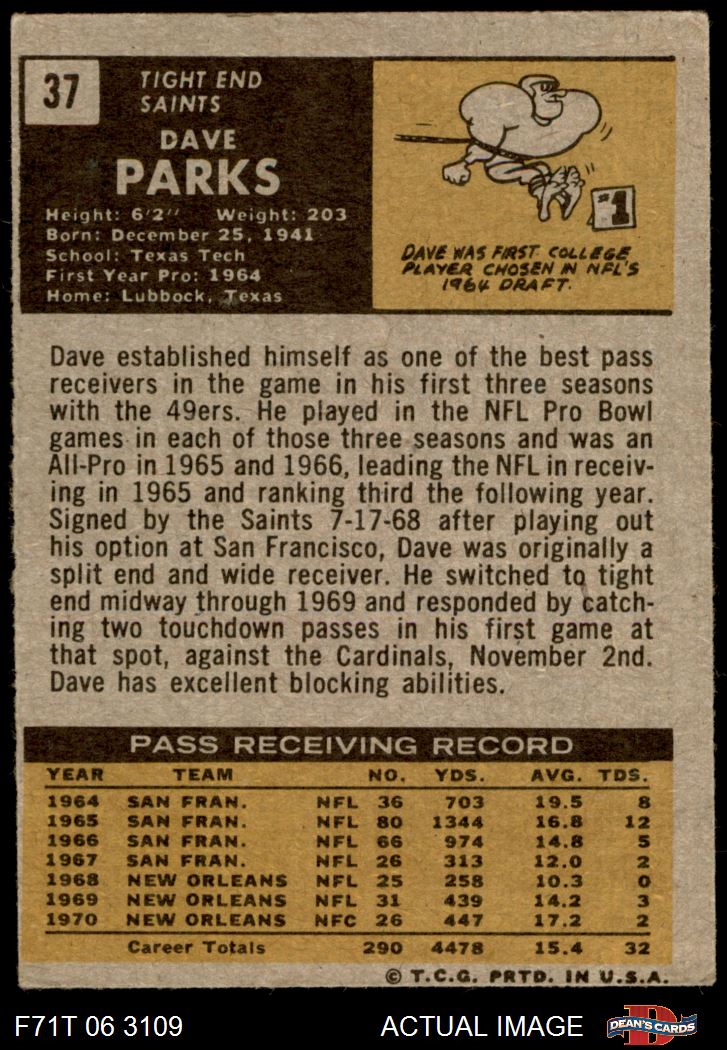 37
TIGHT END
SAINTS
DAVE
PARKS
Height: 6'2" Weight: 203
Born: December 25, 1941
School: Texas Tech
First Year Pro: 1964
Home: Lubbock, Texas
#1
DAVE WAS FIRST COLLEGE
PLAYER CHOSEN IN NFL'S
1964 DRAFT.
Dave established himself as one of the best pass
receivers in the game in his first three seasons
with the 49ers. He played in the NFL Pro Bowl
games in each of those three seasons and was an
All-Pro in 1965 and 1966, leading the NFL in receiv-
ing in 1965 and ranking third the following year.
Signed by the Saints 7-17-68 after playing out
his option at San Francisco, Dave was originally a
split end and wide receiver. He switched to tight
end midway through 1969 and responded by catch-
ing two touchdown passes in his first game at
that spot, against the Cardinals, November 2nd.
Dave has excellent blocking abilities.
PASS RECEIVING RECORD
YEAR TEAM NO. YDS. AVG. TDS.
1964 SAN FRAN. NFL 36 703 19.5 8
1965 SAN FRAN. NFL 80 1344 16.8 12
1966 SAN FRAN. NFL 66 974 14.8 5
1967 SAN FRAN. NFL 26 313 12.0 2
1968 NEW ORLEANS NFL 25 258 10.3 0
1969 NEW ORLEANS NFL 31 439 14.2 3
1970 NEW ORLEANS NFC 26 447 17.2 2
Career Totals 290 4478 15.4 32
© T.C.G. PRTD. IN U.S.A.
F71T 06 3109 ACTUAL IMAGE
D
DEAN'S CARDS